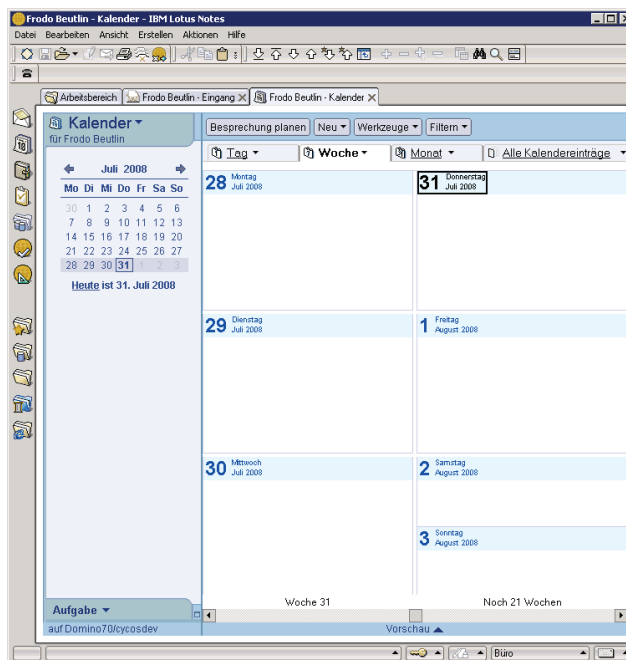 Frodo Beutlin - Kalender - IBM Lotus Notes
Datei Bearbeiten Ansicht Erstellen Aktionen Hilfe
Arbeitsbereich Frodo Beutlin - Eingang Frodo Beutlin - Kalender
Kalender
für Frodo Beutlin
Besprechung planen Neu Werkzeuge Filtern
Tag Woche Monat Alle Kalendereinträge
Juli 2008
Mo Di Mi Do Fr Sa So
30 1 2 3 4 5 6
7 8 9 10 11 12 13
14 15 16 17 18 19 20
21 22 23 24 25 26 27
28 29 30 31 1 2 3
Heute ist 31. Juli 2008
28 Montag
Juli 2008
31 Donnerstag
Juli 2008
29 Dienstag
Juli 2008
1 Freitag
August 2008
30 Mittwoch
Juli 2008
2 Samstag
August 2008
3 Sonntag
August 2008
Woche 31 Noch 21 Wochen
Aufgabe
auf Domino70/cycosdev
Vorschau
Büro